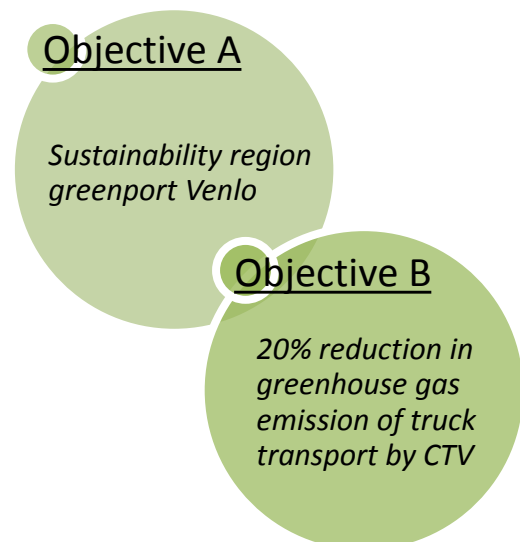 Objective A
Sustainability region
greenport Venlo
Objective B
20% reduction in
greenhouse gas
emission of truck
transport by CTV